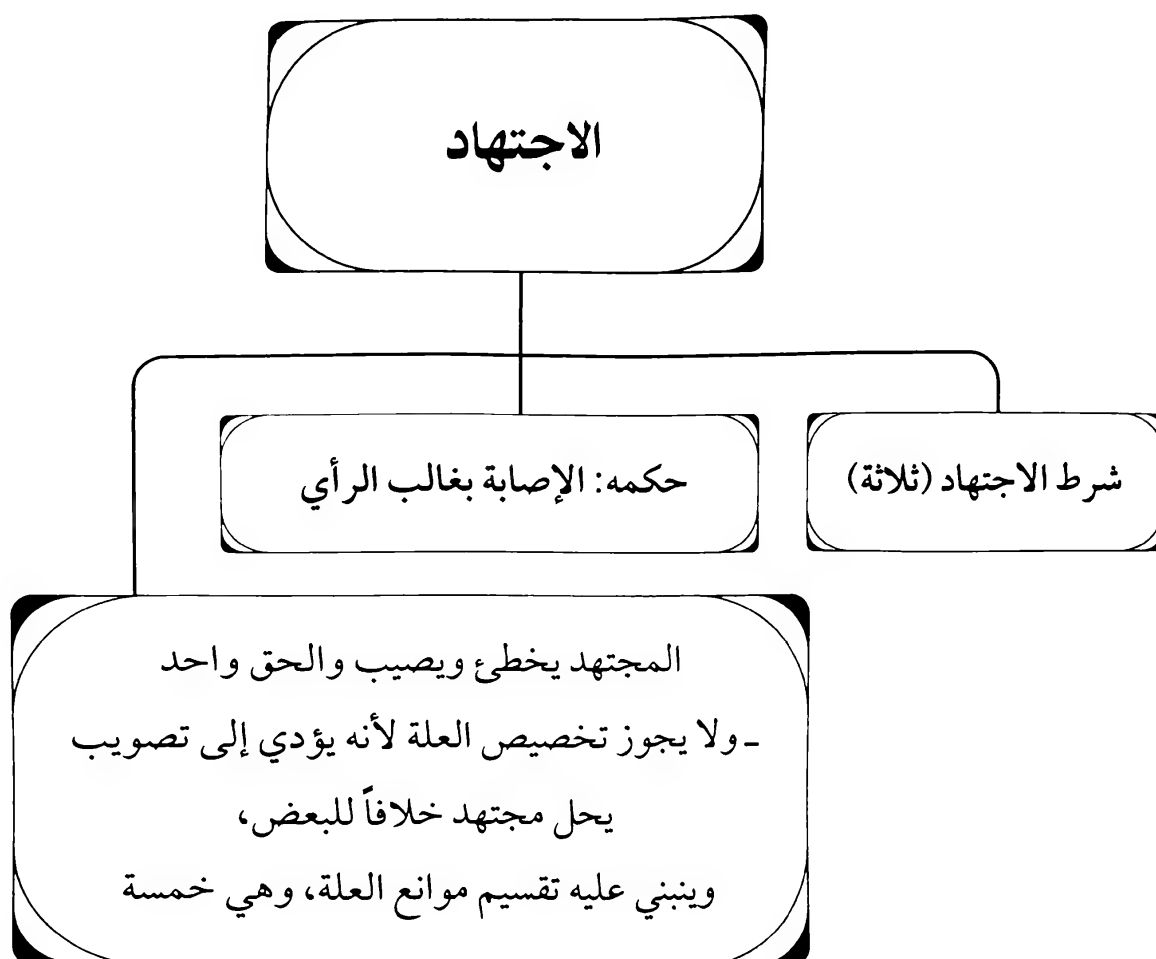 الاجتهاد
شرط الاجتهاد (ثلاثة)
حكمه: الإصابة بغالب الرأي
المجتهد يخطئ ويصيب والحق واحد
ـ ولا يجوز تخصيص العلة لأنه يؤدي إلى تصويب
يحل مجتهد خلافاً للبعض،
وينبني عليه تقسيم موانع العلة، وهي خمسة